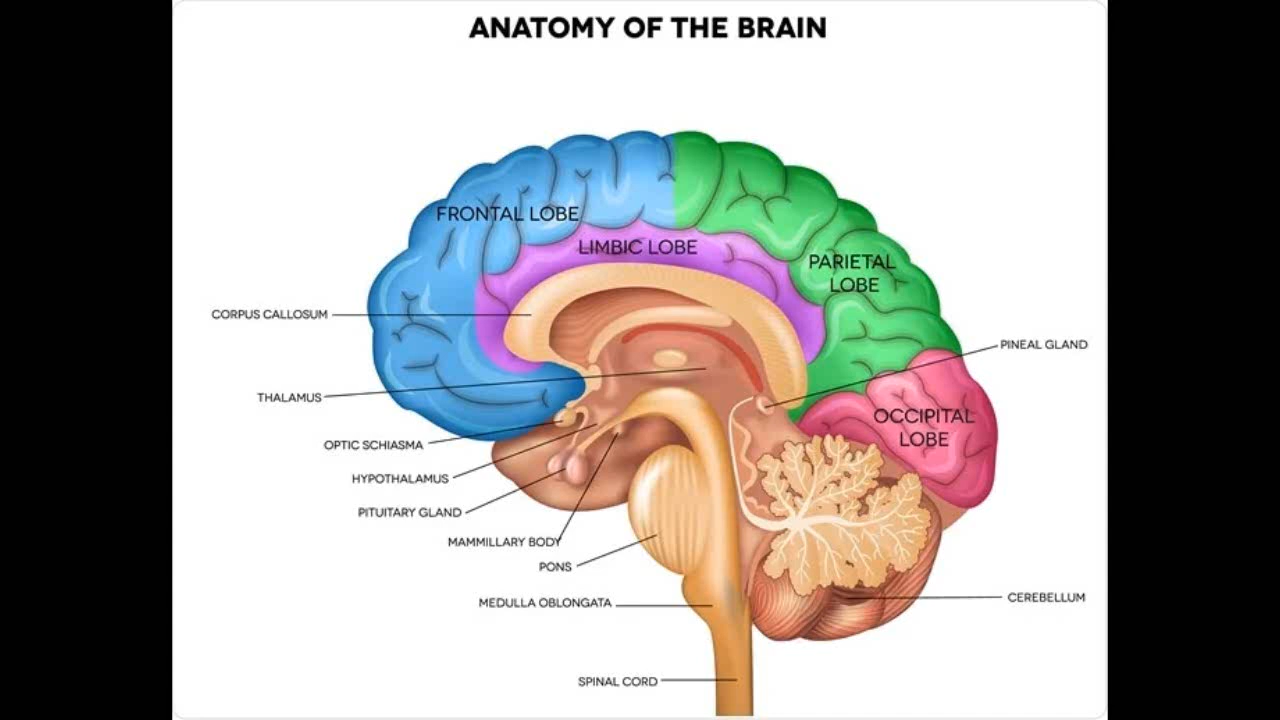 ANATOMY OF THE BRAIN
FRONTAL LOBE
LIMBIC LOBE
PARIETAL
LOBE
CORPUS CALLOSUM
PINEAL GLAND
THALAMUS
OCCIPITAL
LOBE
OPTIC SCHIASMA
HYPOTHALAMUS
PITUITARY GLAND
MAMMILLARY BODY
PONS
MEDULLA OBLONGATA
CEREBELLUM
SPINAL CORD